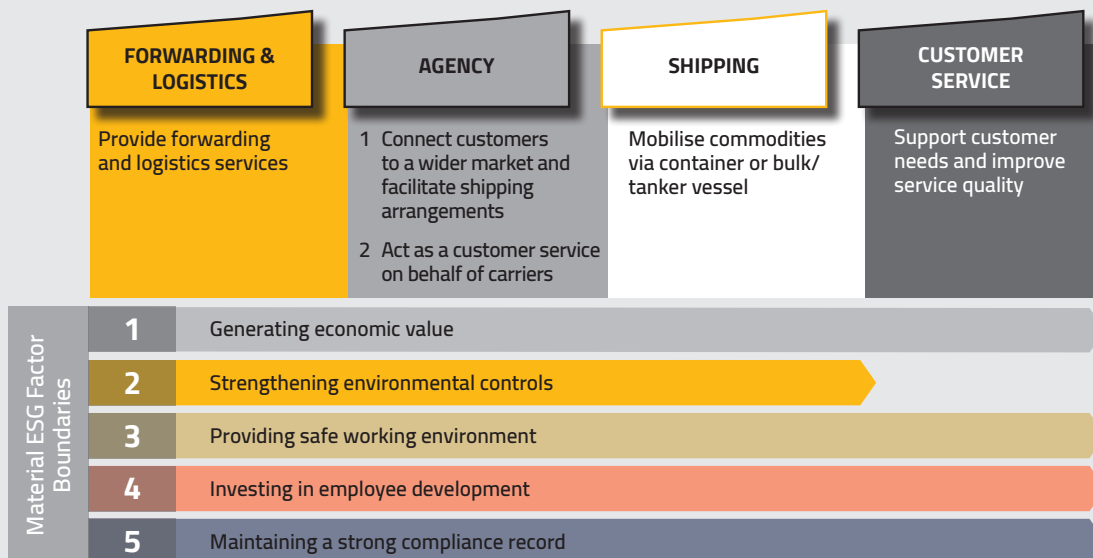 FORWARDING &
LOGISTICS
AGENCY
SHIPPING
CUSTOMER
SERVICE
Provide forwarding
and logistics services
1 Connect customers
to a wider market and
facilitate shipping
arrangements
2 Act as a customer service
on behalf of carriers
Mobilise commodities
via container or bulk/
tanker vessel
Support customer
needs and improve
service quality
Material ESG Factor
Boundaries
1 Generating economic value
2 Strengthening environmental controls
3 Providing safe working environment
4 Investing in employee development
5 Maintaining a strong compliance record